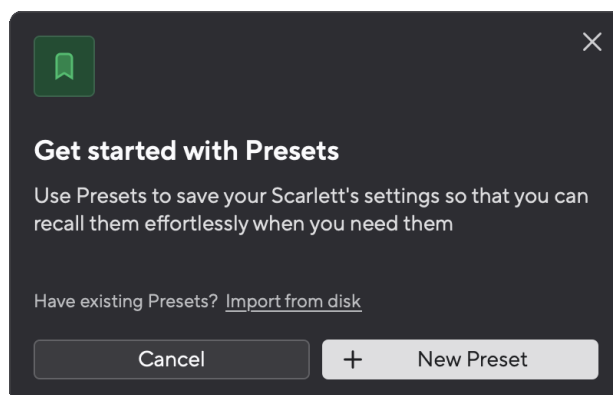 Get started with Presets
Use Presets to save your Scarlett's settings so that you can
recall them effortlessly when you need them
Have existing Presets? Import from disk
Cancel
+ New Preset